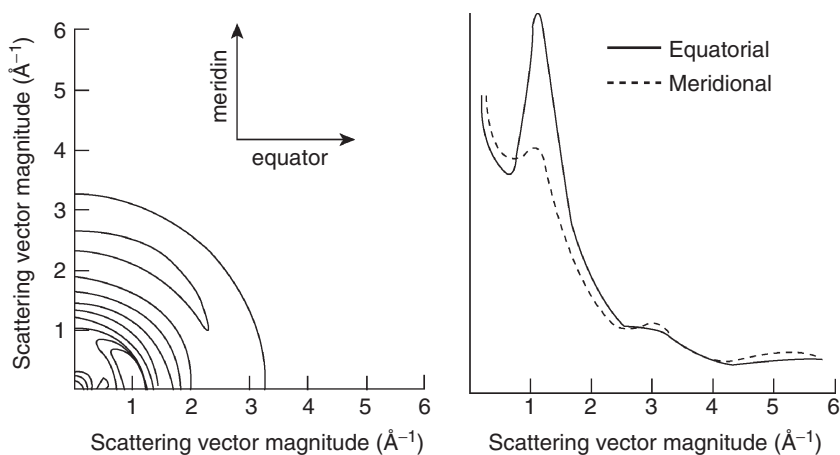 6
5
4
3
2
1
Scattering vector magnitude (Å⁻¹)
meridin
equator
1 2 3 4 5 6
Scattering vector magnitude (Å⁻¹)
Equatorial
Meridional
0 1 2 3 4 5 6
Scattering vector magnitude (Å⁻¹)